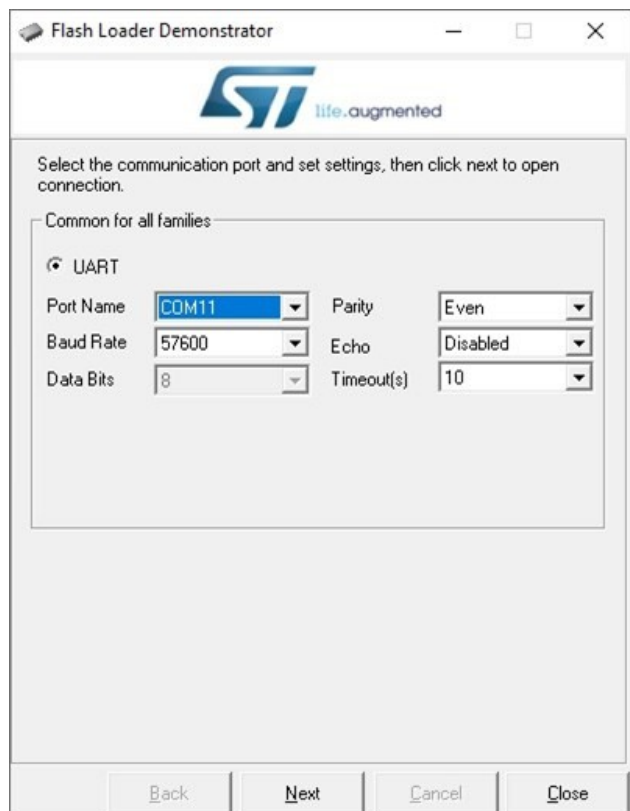 Flash Loader Demonstrator
ST life.augmented
Select the communication port and set settings, then click next to open
connection.
Common for all families
UART
Port Name COM11 Parity Even
Baud Rate 57600 Echo Disabled
Data Bits 8 Timeout(s) 10
Back Next Cancel Close